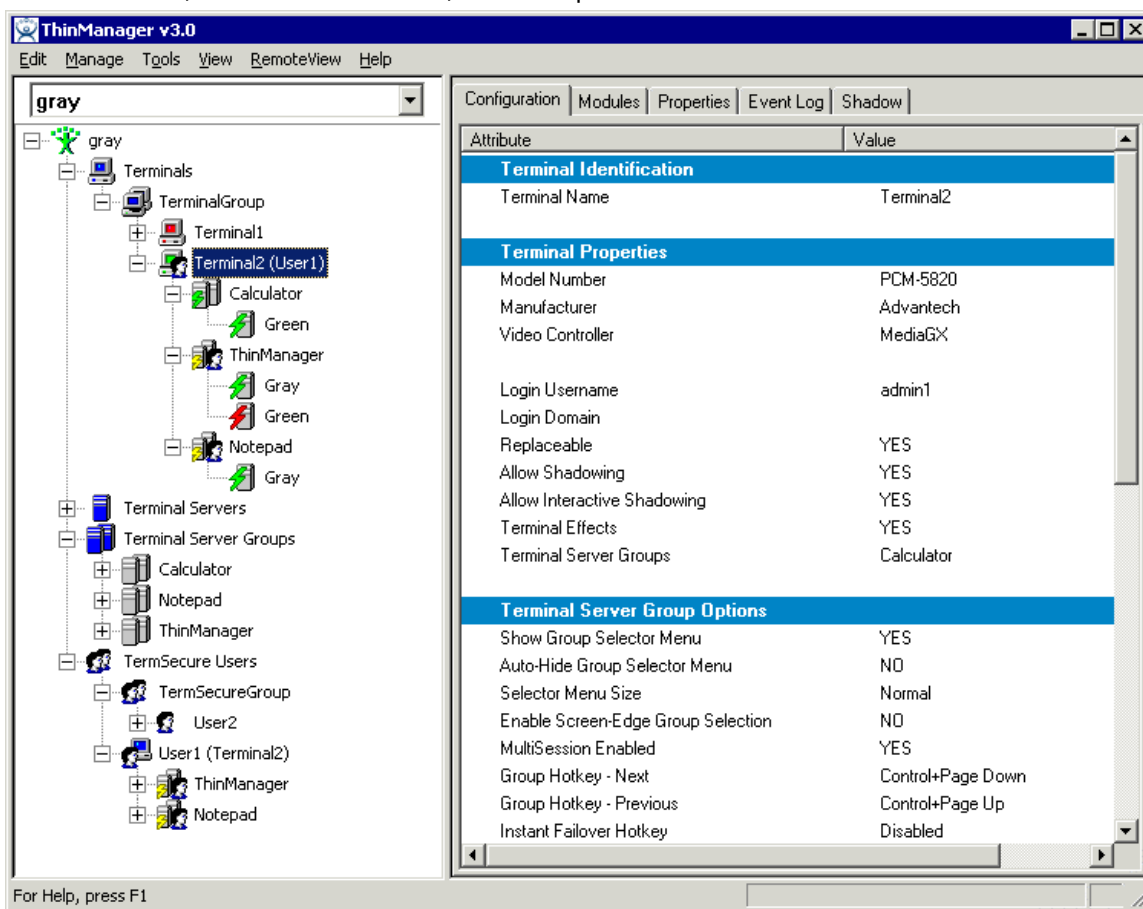 ThinManager v3.0
Edit Manage Tools View RemoteView Help
gray
gray
Terminals
TerminalGroup
Terminal1
Terminal2 (User1)
Calculator
Green
ThinManager
Gray
Green
Notepad
Gray
Terminal Servers
Terminal Server Groups
Calculator
Notepad
ThinManager
TermSecure Users
TermSecureGroup
User2
User1 (Terminal2)
ThinManager
Notepad
Configuration Modules Properties Event Log Shadow
Attribute Value
Terminal Identification
Terminal Name Terminal2
Terminal Properties
Model Number PCM-5820
Manufacturer Advantech
Video Controller MediaGX
Login Username admin1
Login Domain
Replaceable YES
Allow Shadowing YES
Allow Interactive Shadowing YES
Terminal Effects YES
Terminal Server Groups Calculator
Terminal Server Group Options
Show Group Selector Menu YES
Auto-Hide Group Selector Menu NO
Selector Menu Size Normal
Enable Screen-Edge Group Selection NO
MultiSession Enabled YES
Group Hotkey - Next Control+Page Down
Group Hotkey - Previous Control+Page Up
Instant Failover Hotkey Disabled
For Help, press F1